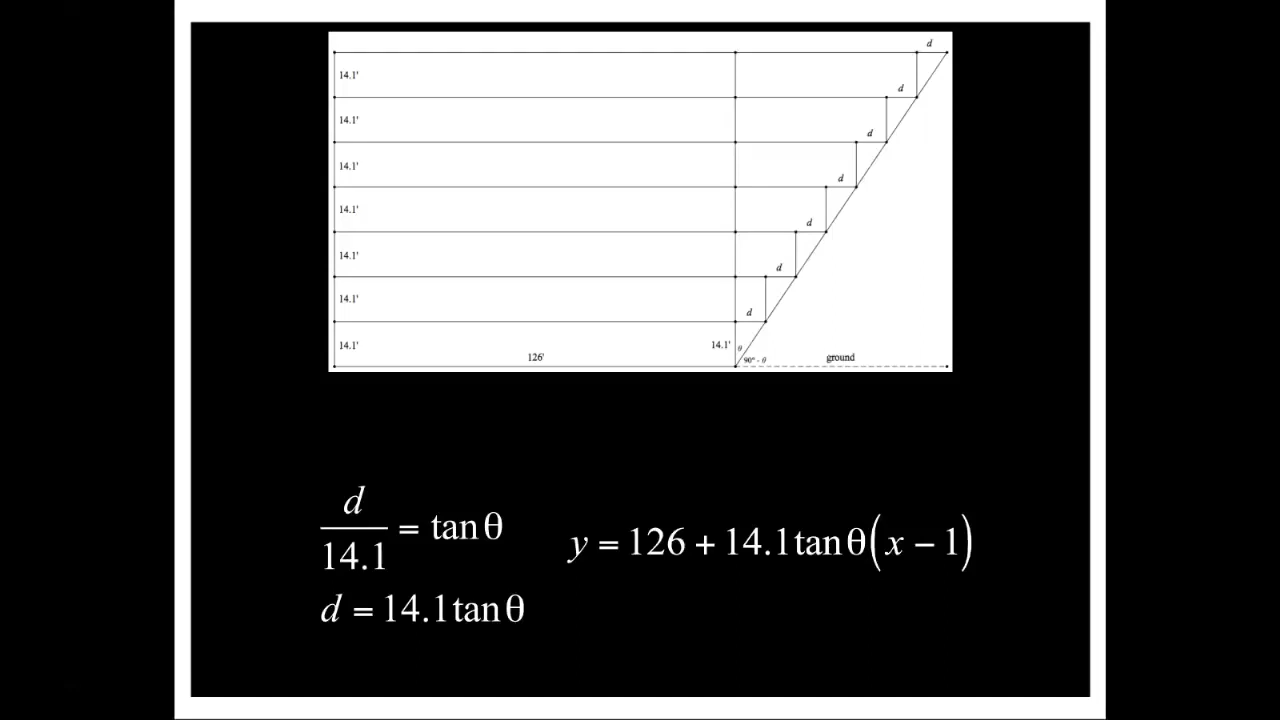 d
14.1'
d
14.1'
d
14.1'
d
14.1'
d
14.1'
d
14.1'
d
14.1' 126' 14.1' θ 90° - θ ground
d/14.1 = tan θ
y = 126 + 14.1 tan θ(x − 1)
d = 14.1 tan θ